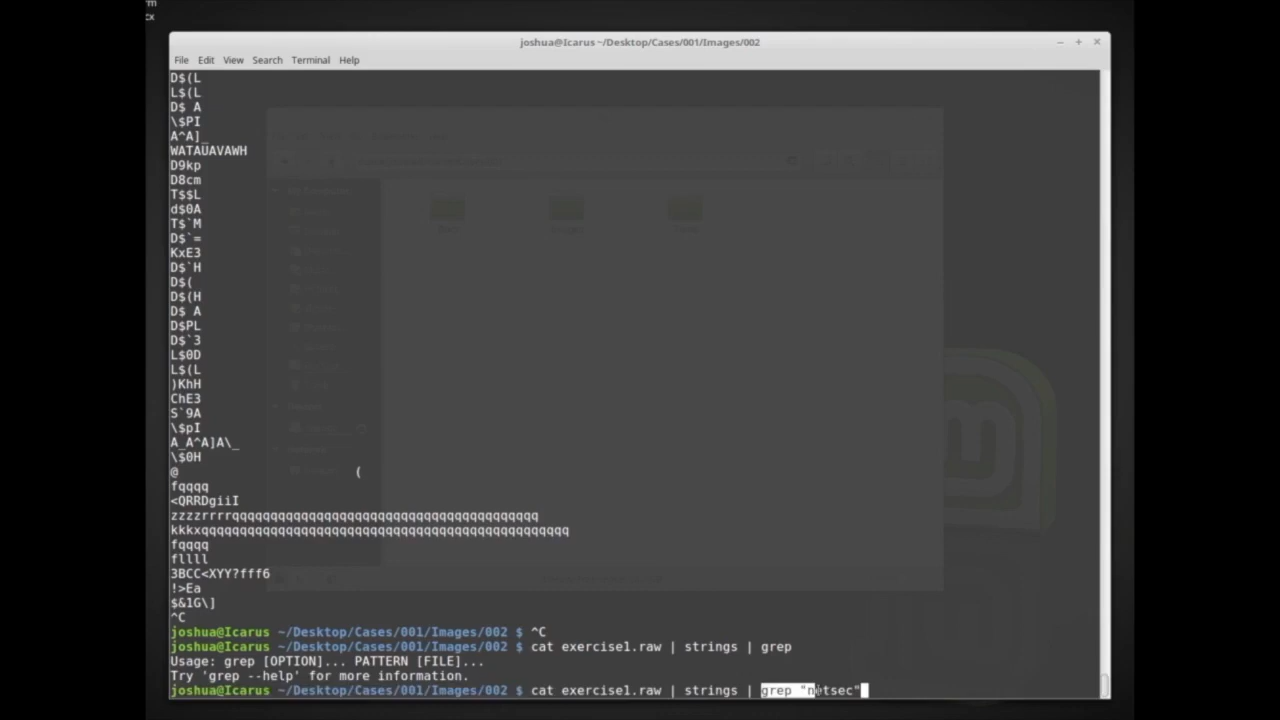 rm
cx
joshua@Icarus ~/Desktop/Cases/001/Images/002
File Edit View Search Terminal Help
D$(L
L$(L
D$ A
\$PI
A^A]_
WATAUAVAWH
D9kp
D8cm
T$$L
d$0A
T$`M
D$`=
KxE3
D$`H
D$(
D$(H
D$ A
D$PL
D$`3
L$0D
L$(L
)KhH
ChE3
S`9A
\$pI
A_A^A]A\_
\$0H
@ (
fqqqq
<QRRDgiiI
zzzzrrrrqqqqqqqqqqqqqqqqqqqqqqqqqqqqqqqqqqqqqqqq
kkkxqqqqqqqqqqqqqqqqqqqqqqqqqqqqqqqqqqqqqqqqqqqqqqqq
fqqqq
fllll
3BCC<XYY?fff6
!>Ea
$&1G\]
^C
joshua@Icarus ~/Desktop/Cases/001/Images/002 $ ^C
joshua@Icarus ~/Desktop/Cases/001/Images/002 $ cat exercise1.raw | strings | grep
Usage: grep [OPTION]... PATTERN [FILE]...
Try 'grep --help' for more information.
joshua@Icarus ~/Desktop/Cases/001/Images/002 $ cat exercise1.raw | strings | grep "netsec"